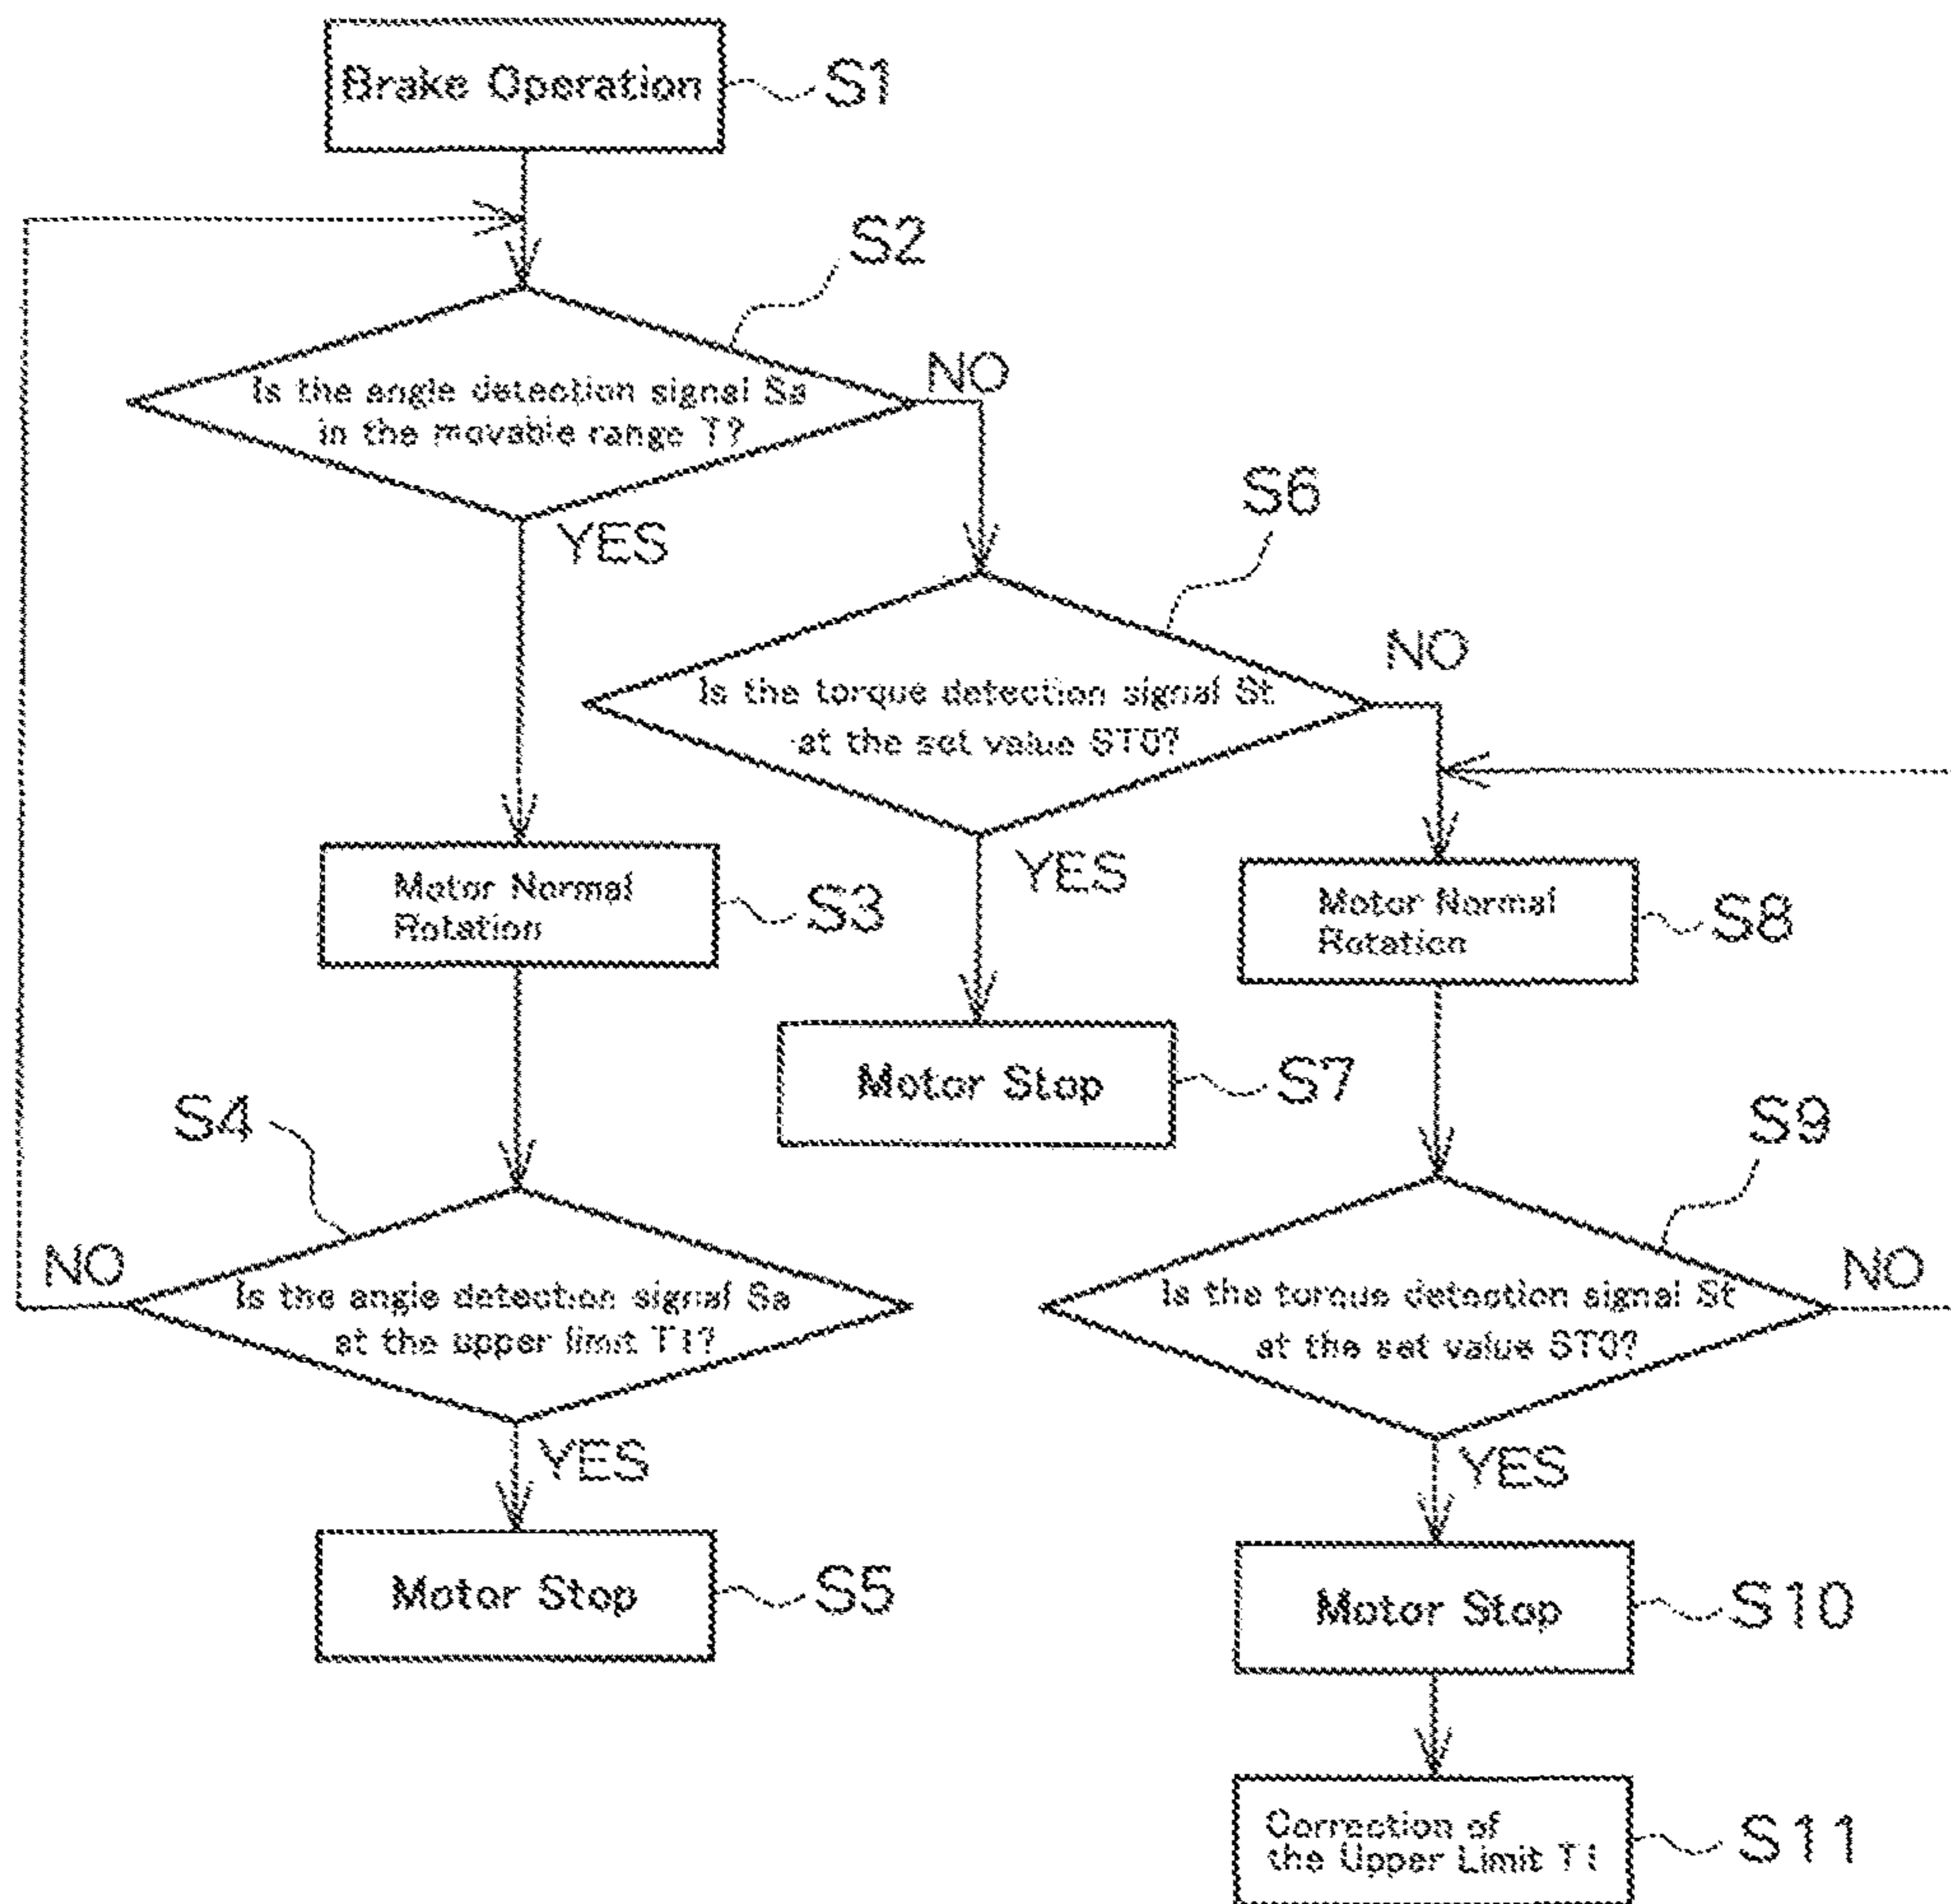 Brake Operation
S1
S2
Is the angle detection signal Sa
in the movable range T?
NO
YES
S6
Is the torque detection signal St
at the set value ST0?
NO
YES
Motor Normal
Rotation
S3
Motor Normal
Rotation
S8
Motor Stop
S7
S4
S9
NO
Is the angle detection signal Sa
at the upper limit T1?
YES
Is the torque detection signal St
at the set value ST0?
NO
YES
Motor Stop
S5
Motor Stop
S10
Correction of
the Upper Limit T1
S11